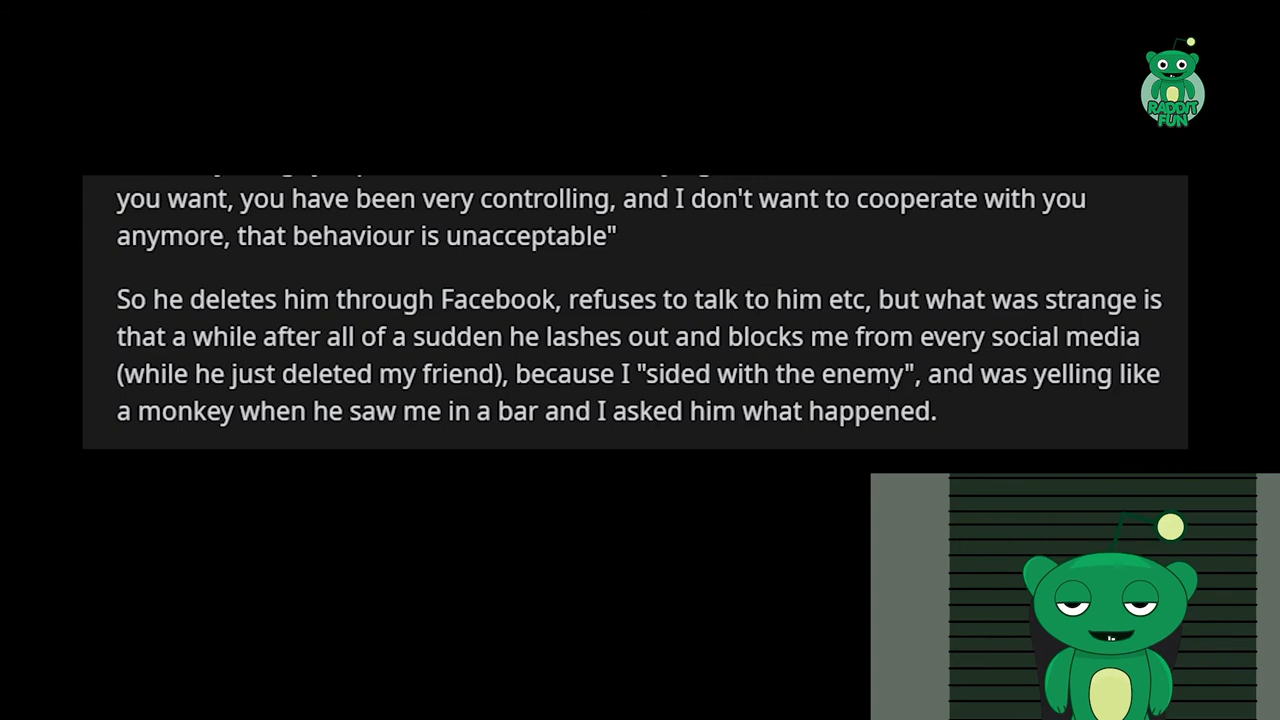 RADDIT
FUN
you want, you have been very controlling, and I don't want to cooperate with you
anymore, that behaviour is unacceptable"
So he deletes him through Facebook, refuses to talk to him etc, but what was strange is
that a while after all of a sudden he lashes out and blocks me from every social media
(while he just deleted my friend), because I "sided with the enemy", and was yelling like
a monkey when he saw me in a bar and I asked him what happened.